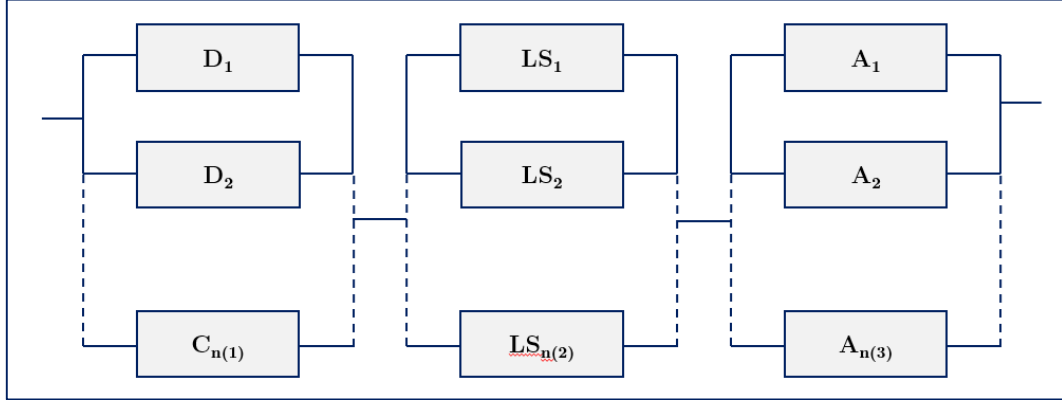 D₁ LS₁ A₁
D₂ LS₂ A₂
Cₙ₍₁₎ LSₙ₍₂₎ Aₙ₍₃₎